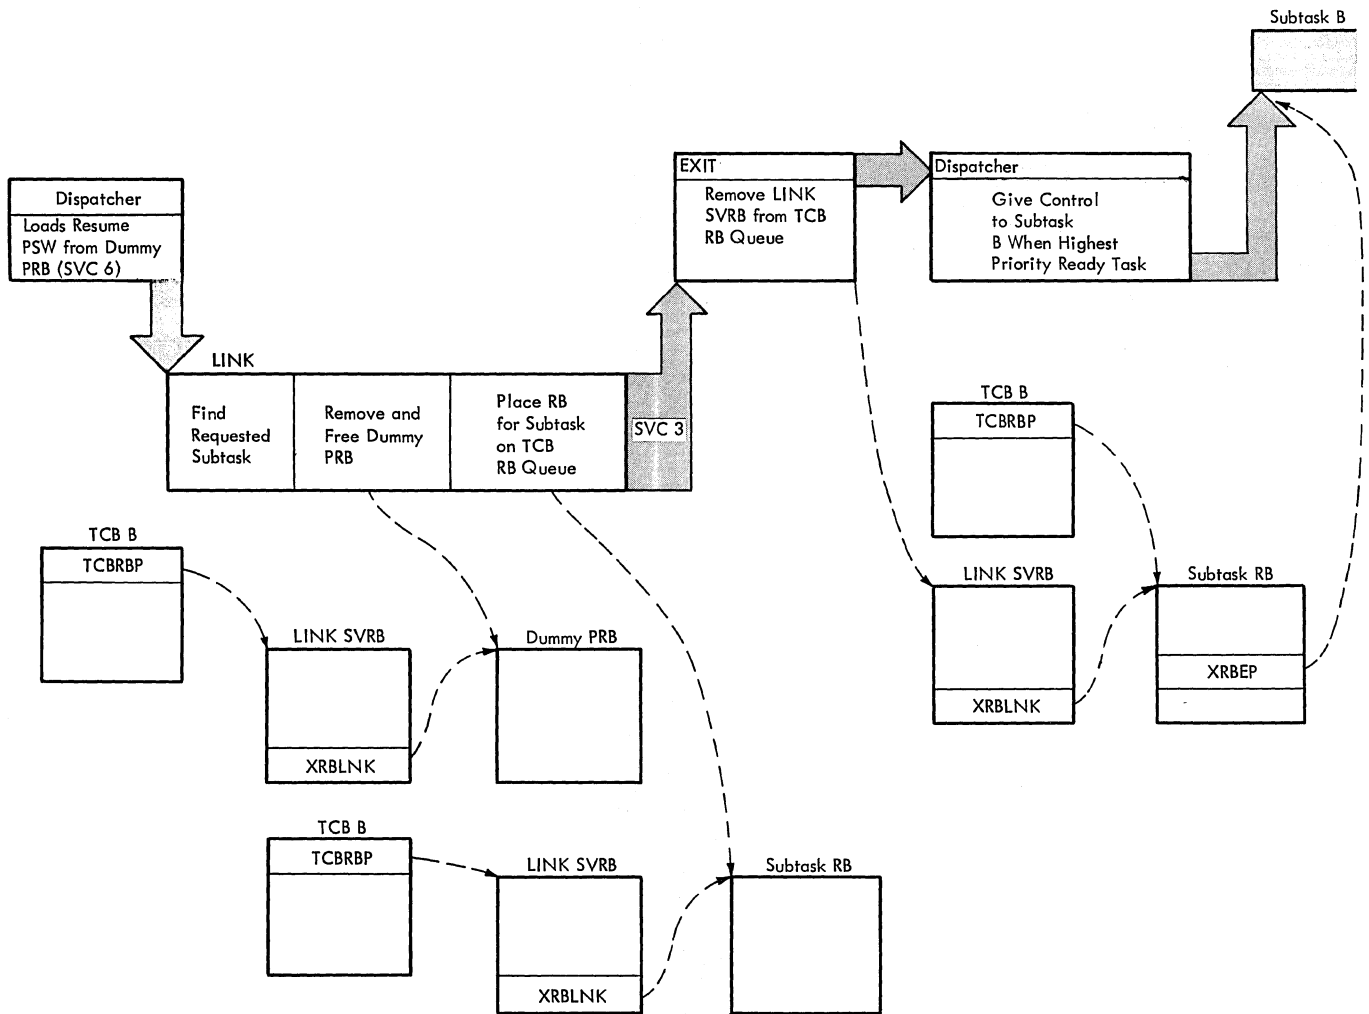 Subtask B
EXIT
Remove LINK
SVRB from TCB
RB Queue
Dispatcher
Give Control
to Subtask
B When Highest
Priority Ready Task
Dispatcher
Loads Resume
PSW from Dummy
PRB (SVC 6)
LINK
Find
Requested
Subtask
Remove and
Free Dummy
PRB
Place RB
for Subtask
on TCB
RB Queue
SVC 3
TCB B
TCBRBP
LINK SVRB
XRBLNK
Subtask RB
XRBEP
TCB B
TCBRBP
LINK SVRB
XRBLNK
Dummy PRB
TCB B
TCBRBP
LINK SVRB
XRBLNK
Subtask RB